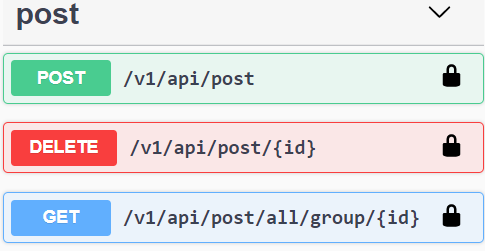 post
POST /v1/api/post
DELETE /v1/api/post/{id}
GET /v1/api/post/all/group/{id}